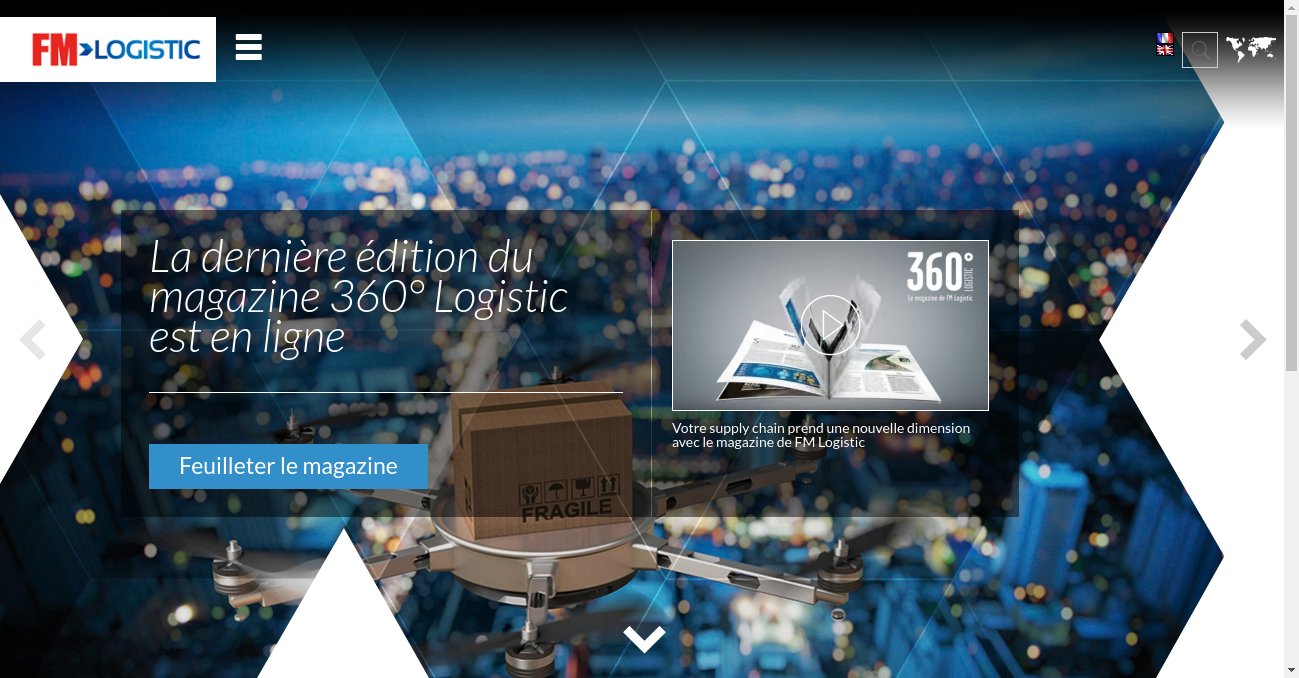 FM>LOGISTIC
La dernière édition du
magazine 360° Logistic
est en ligne
Feuilleter le magazine
360°
LOGISTIC
Le magazine de FM Logistic
Votre supply chain prend une nouvelle dimension
avec le magazine de FM Logistic
FRAGILE